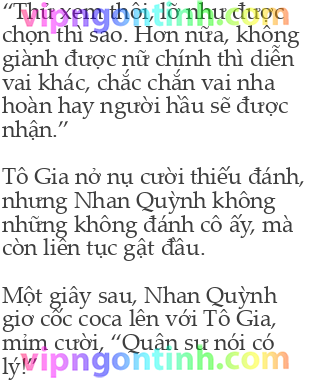 “Thử xem thôi, lỡ như được
chọn thì sao. Hơn nữa, không
giành được nữ chính thì diễn
vai khác, chắc chắn vai nha
hoàn hay người hầu sẽ được
nhận.”
Tô Gia nở nụ cười thiếu đánh,
nhưng Nhan Quỳnh không
những không đánh cô ấy, mà
còn liên tục gật đầu.
Một giây sau, Nhan Quỳnh
giơ cốc coca lên với Tô Gia,
mỉm cười, “Quân sư nói có
lý!”
vipngontinh.com
vipngontinh.com